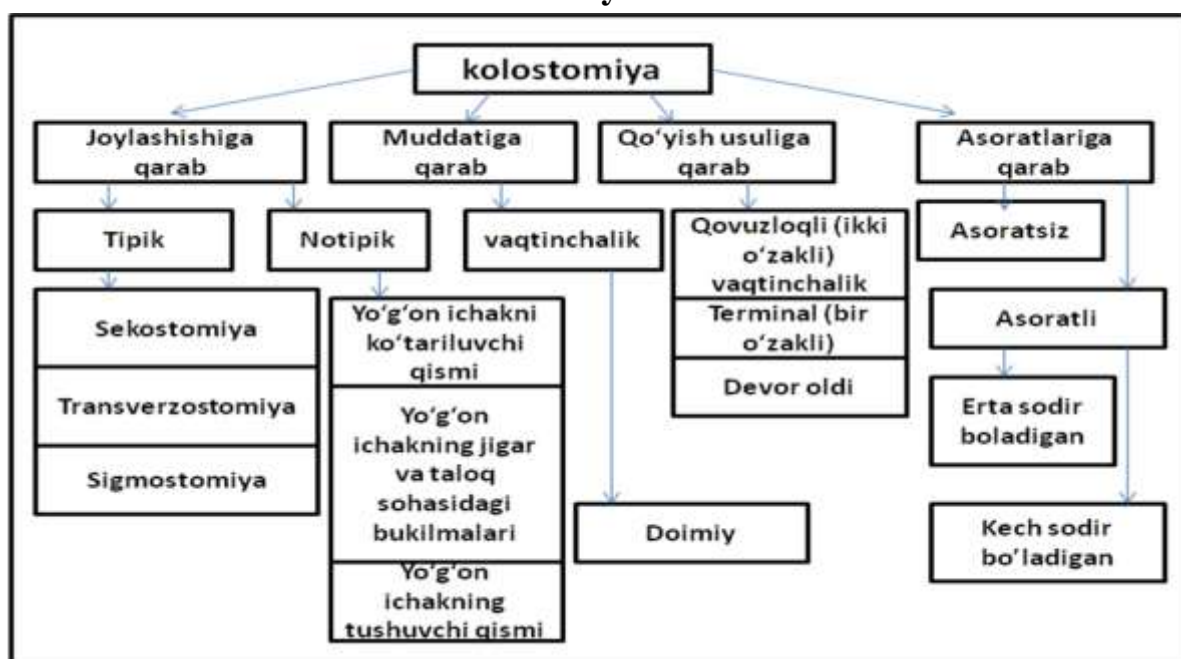 kolostomiya
Joylashishiga
qarab
Muddatiga
qarab
Qo'yish usuliga
qarab
Asoratlariga
qarab
Tipik
Notipik
vaqtinchalik
Qovuzloqli (ikki
o'zakli)
vaqtinchalik
Terminal (bir
o'zakli)
Devor oldi
Asoratsiz
Asoratli
Sekostomiya
Transverzostomiya
Sigmostomiya
Yo'g'on ichakni
ko'tariluvchi
qismi
Yo'g'on
ichakning jigar
va taloq
sohasidagi
bukilmalari
Yo'g'on
ichakning
tushuvchi qismi
Doimiy
Erta sodir
boladigan
Kech sodir
bo'ladigan